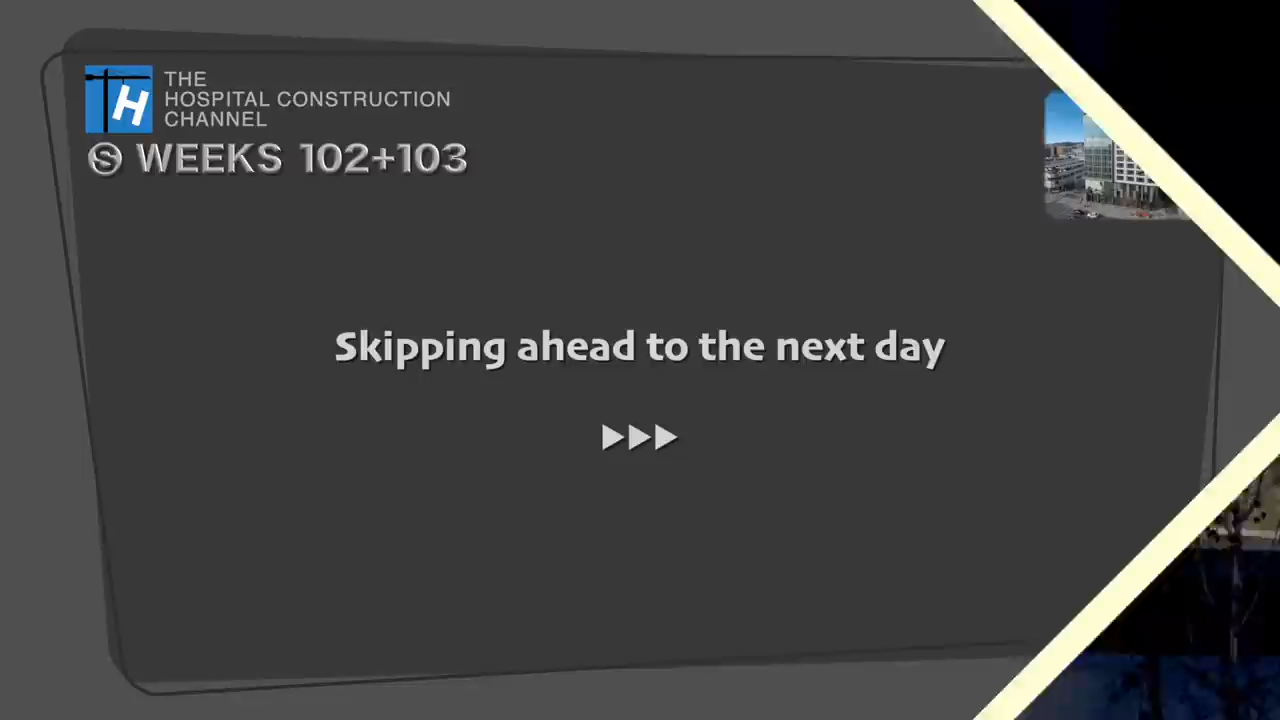 THE
HOSPITAL CONSTRUCTION
CHANNEL
Ⓢ WEEKS 102+103
Skipping ahead to the next day